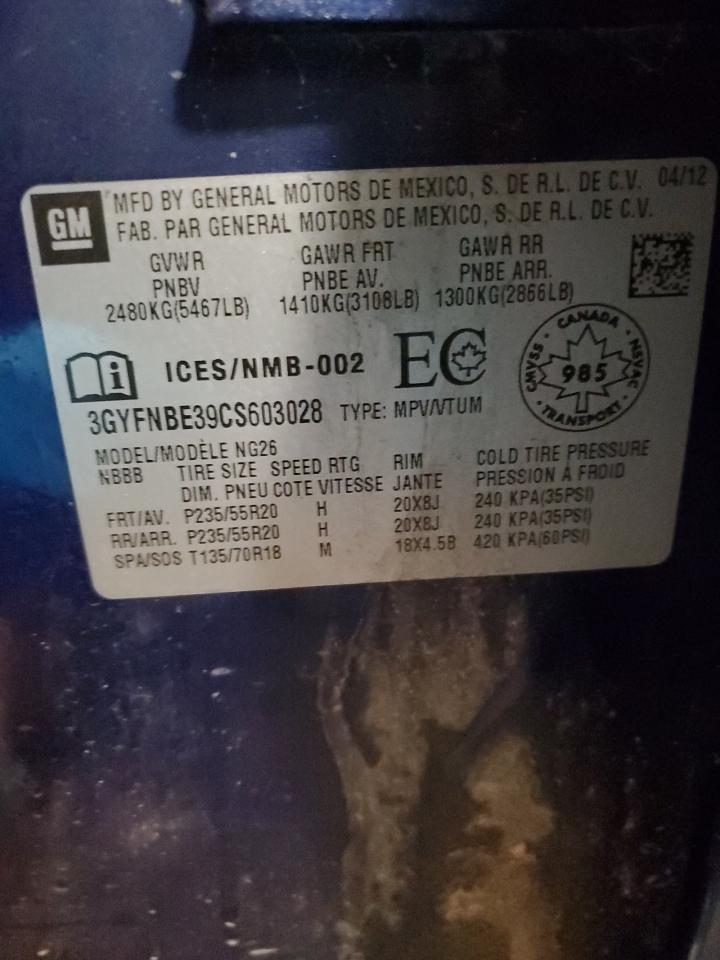 GM
MFD BY GENERAL MOTORS DE MEXICO, S. DE R.L. DE C.V. 04/12
FAB. PAR GENERAL MOTORS DE MEXICO, S. DE R.L. DE C.V.
GVWR GAWR FRT GAWR RR
PNBV PNBE AV. PNBE ARR.
2480KG(5467LB) 1410KG(3108LB) 1300KG(2866LB)
i ICES/NMB-002 EC
CANADA
CMVSS 985 NSVAC
TRANSPORT
3GYFNBE39CS603028 TYPE: MPV/VTUM
MODEL/MODÈLE NG26
NBBB TIRE SIZE SPEED RTG RIM COLD TIRE PRESSURE
DIM. PNEU COTE VITESSE JANTE PRESSION À FROID
FRT/AV. P235/55R20 H 20X8J 240 KPA(35PSI)
RR/ARR. P235/55R20 H 20X8J 240 KPA(35PSI)
SPA/SOS T135/70R18 M 18X4.5B 420 KPA(60PSI)